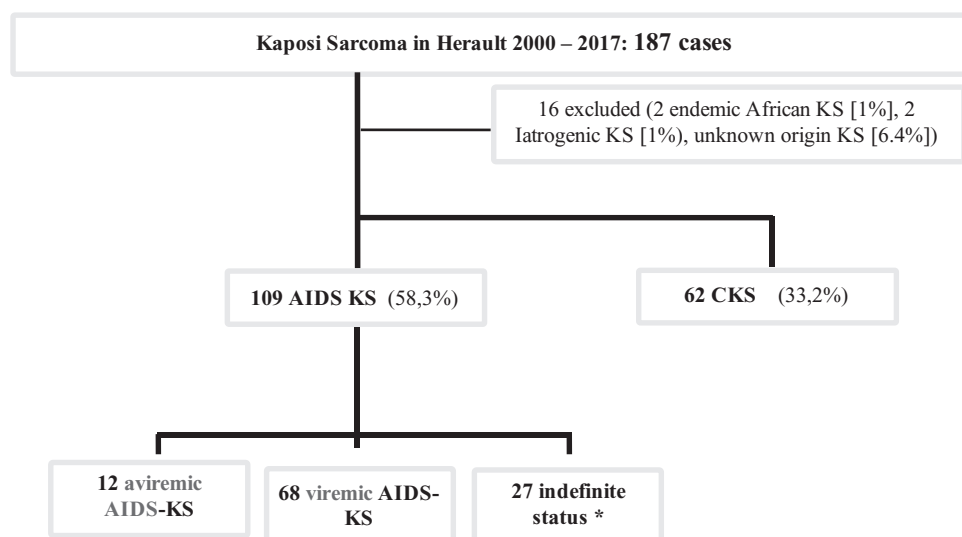 Kaposi Sarcoma in Herault 2000 – 2017: 187 cases
16 excluded (2 endemic African KS [1%], 2
Iatrogenic KS [1%), unknown origin KS [6.4%])
109 AIDS KS (58,3%)
62 CKS (33,2%)
12 aviremic
AIDS-KS
68 viremic AIDS-
KS
27 indefinite
status *